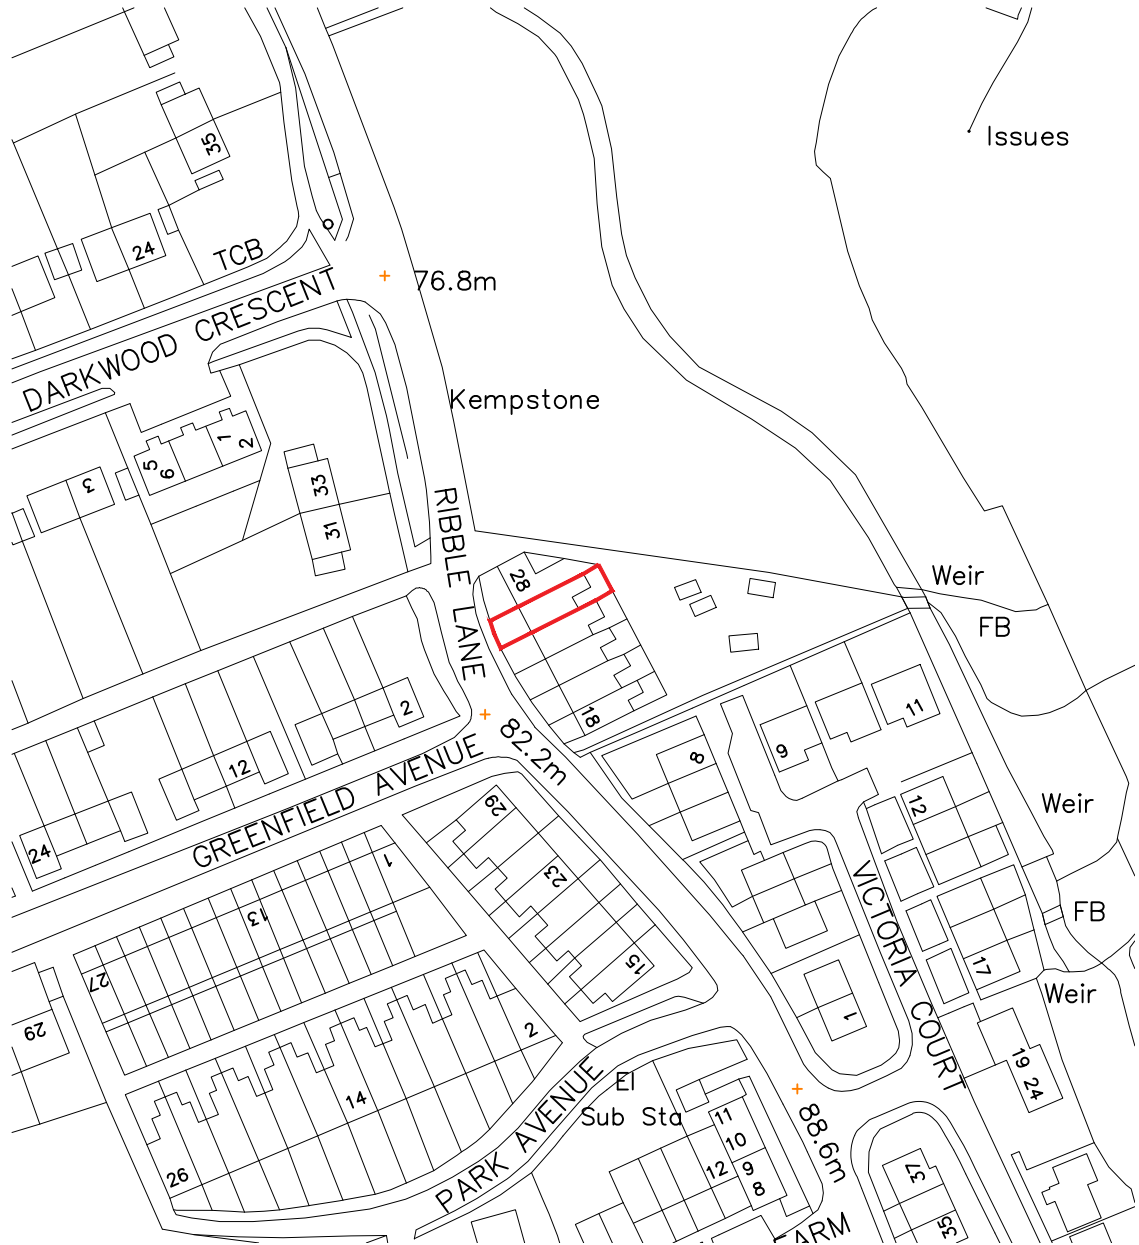 Issues
35
24
TCB
76.8m
DARKWOOD CRESCENT
Kempstone
1
2
5
6
3
33
31
RIBBLE LANE
28
Weir
FB
2
18
82.2m
11
9
8
12
GREENFIELD AVENUE
24
29
12
Weir
1
23
13
VICTORIA COURT
FB
27
15
17
Weir
29
2
1
19
24
El
Sub Sta
14
PARK AVENUE
88.6m
11
10
12
9
8
26
37
35
FARM